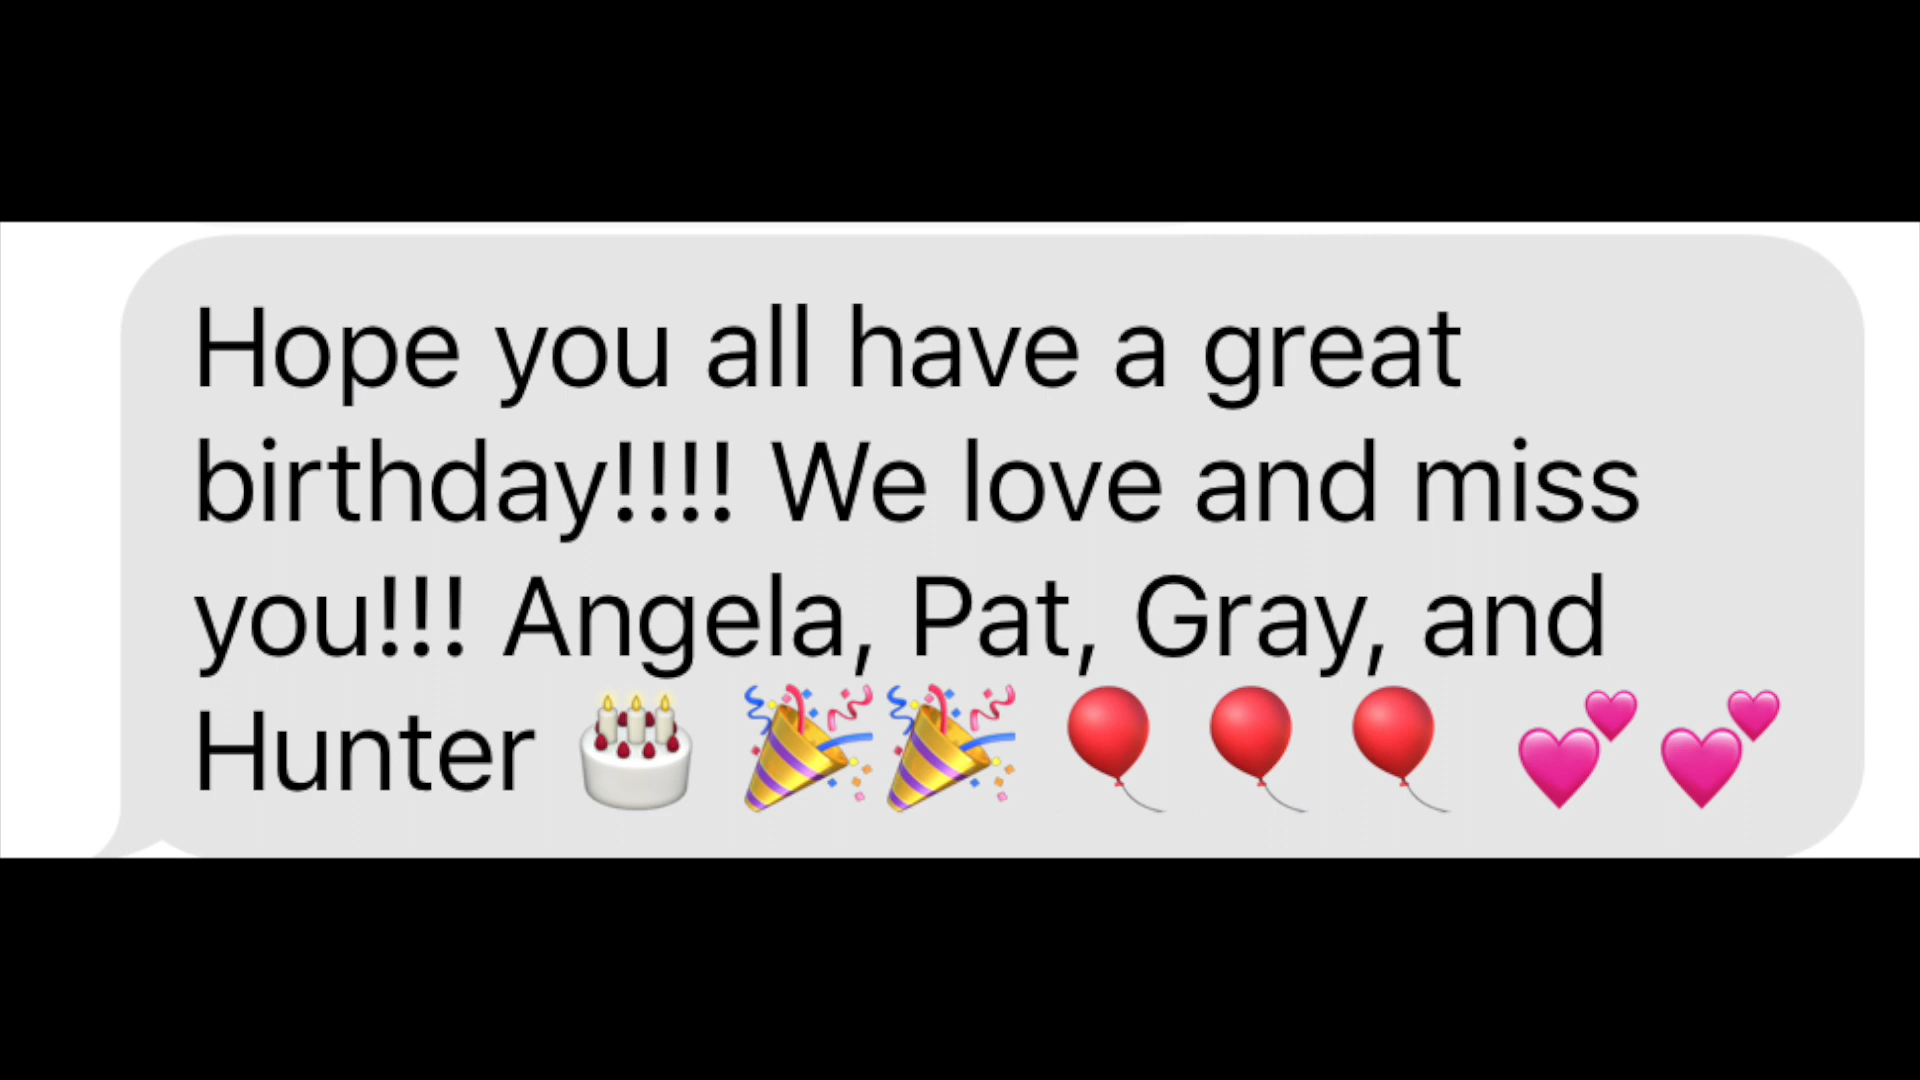 Hope you all have a great
birthday!!!! We love and miss
you!!! Angela, Pat, Gray, and
Hunter 🎂 🎉🎉 🎈🎈🎈 💕💕